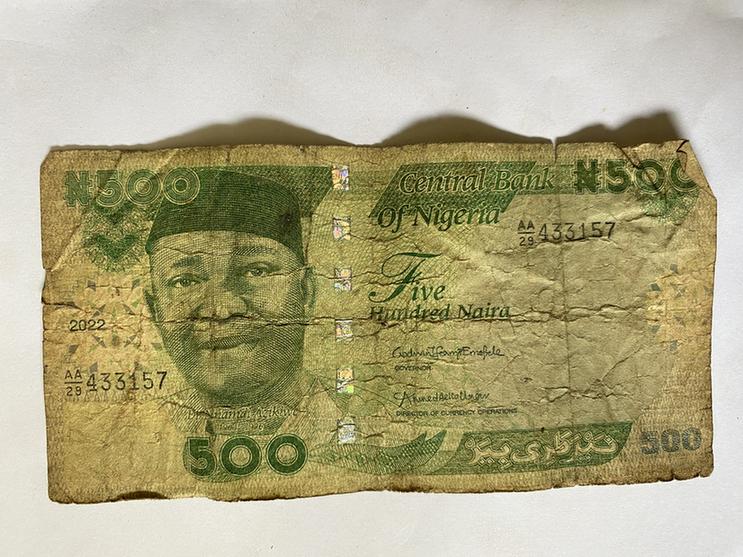 ₦500
Central Bank
Of Nigeria
₦500
AA
29 433157
Five
Hundred Naira
2022
GOVERNOR
AA
29 433157
DIRECTOR OF CURRENCY OPERATIONS
500
500